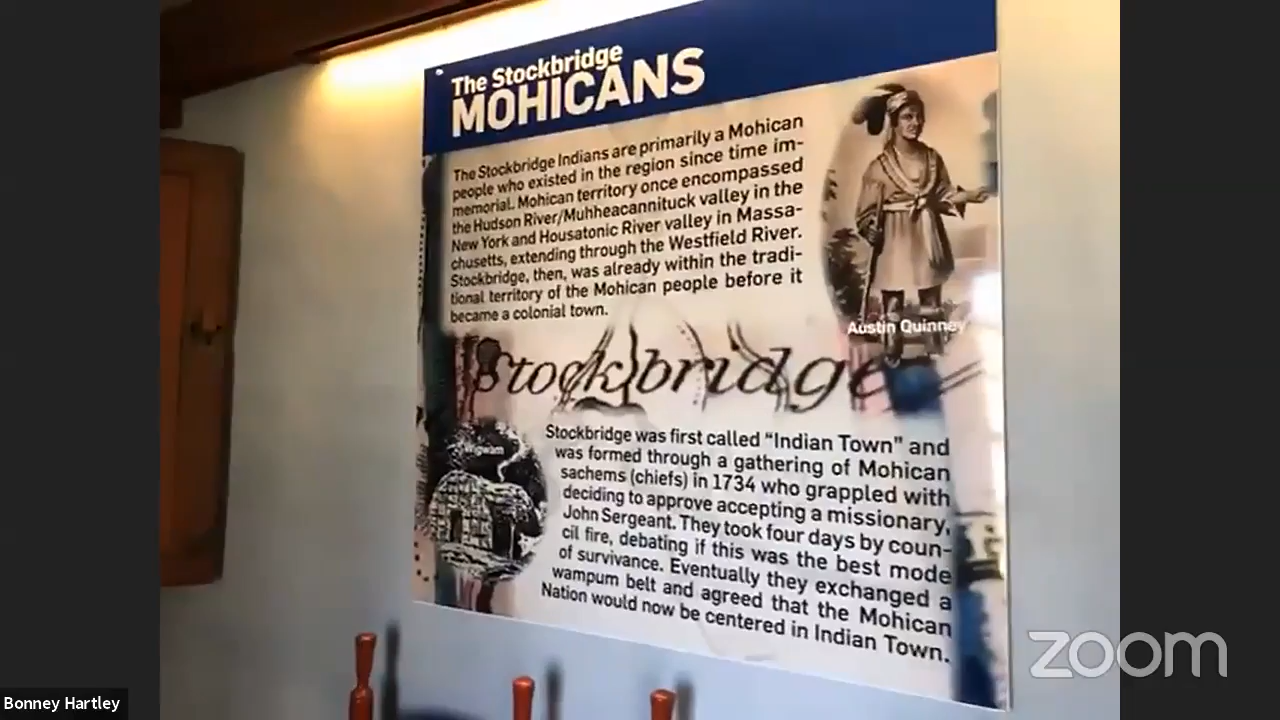 The Stockbridge
MOHICANS
The Stockbridge Indians are primarily a Mohican
people who existed in the region since time im-
memorial. Mohican territory once encompassed
the Hudson River/Muhheacannituck valley in the
New York and Housatonic River valley in Massa-
chusetts, extending through the Westfield River.
Stockbridge, then, was already within the tradi-
tional territory of the Mohican people before it
became a colonial town.
Austin Quinney
Stockbridge
Wigwam
Stockbridge was first called “Indian Town” and
was formed through a gathering of Mohican
sachems (chiefs) in 1734 who grappled with
deciding to approve accepting a missionary,
John Sergeant. They took four days by coun-
cil fire, debating if this was the best mode
of survivance. Eventually they exchanged a
wampum belt and agreed that the Mohican
Nation would now be centered in Indian Town.
zoom
Bonney Hartley